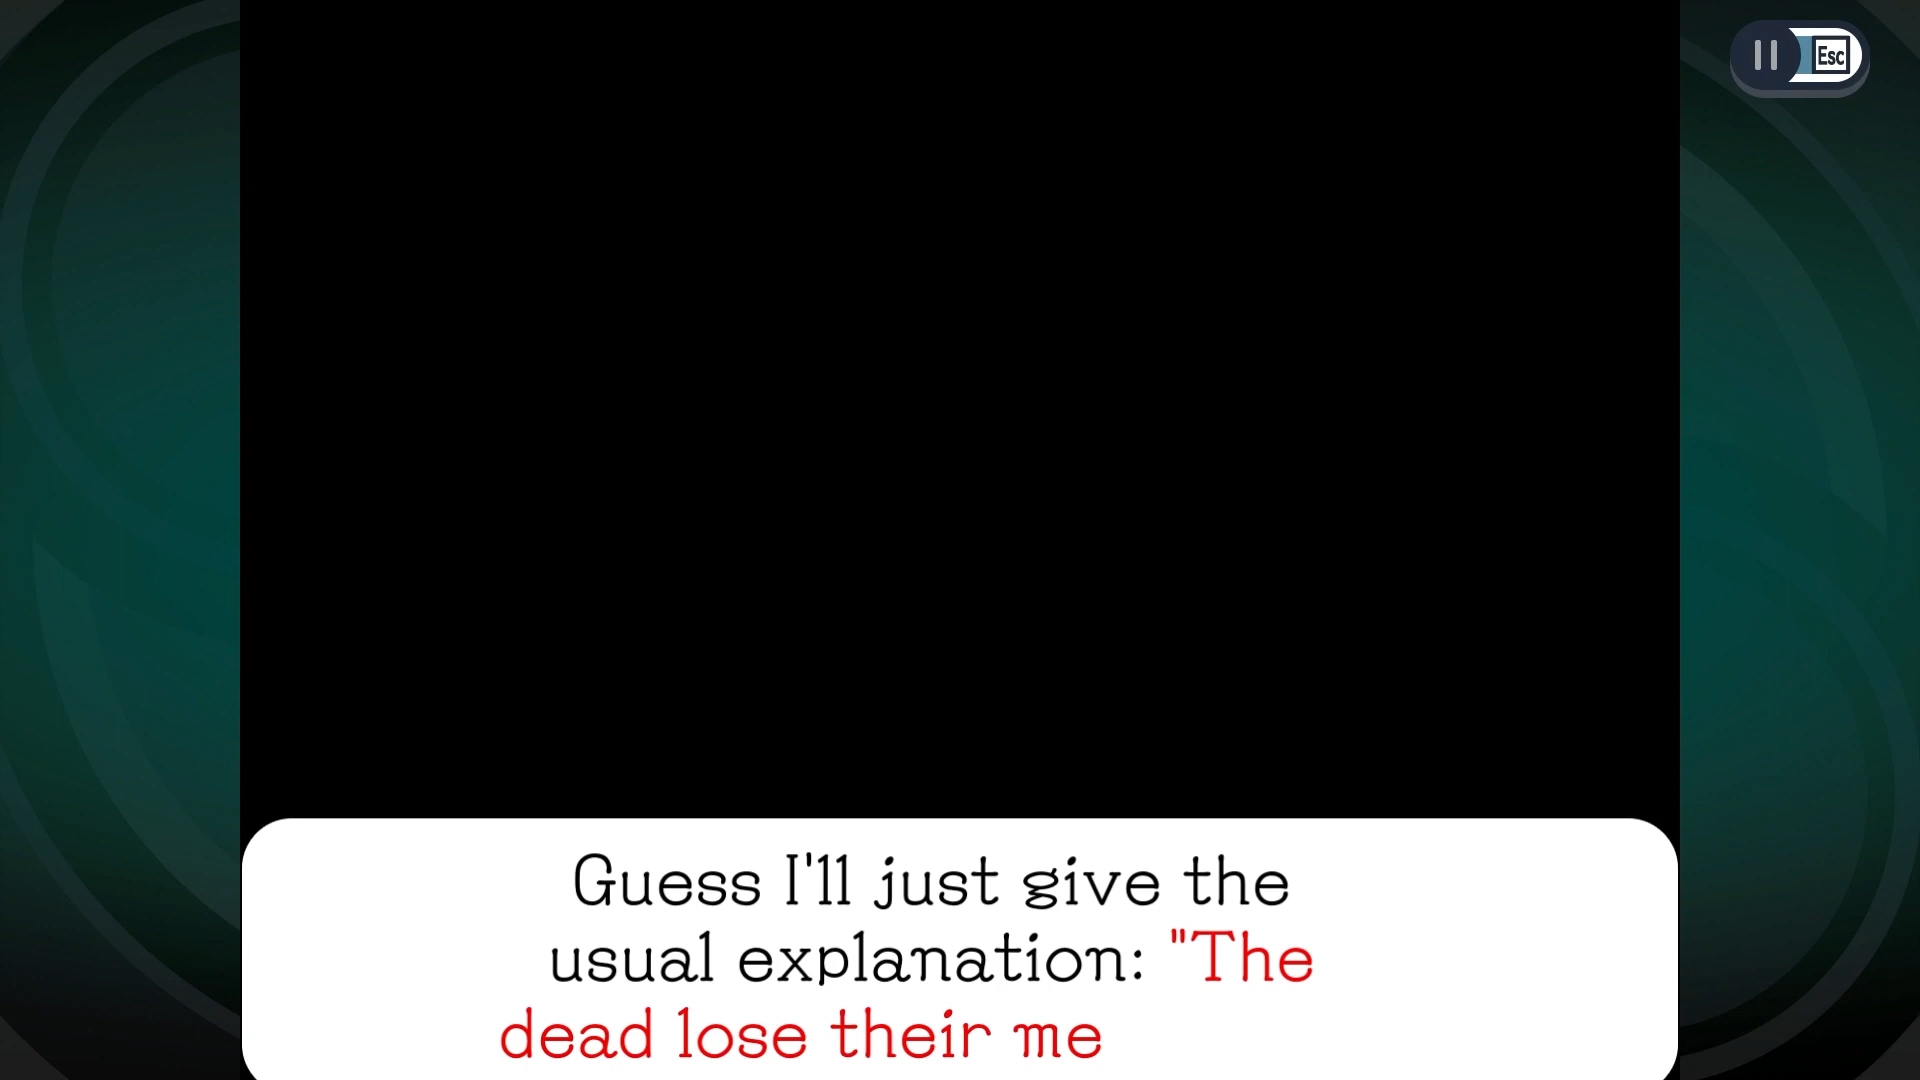 Esc
Guess I'll just give the
usual explanation: "The
dead lose their me